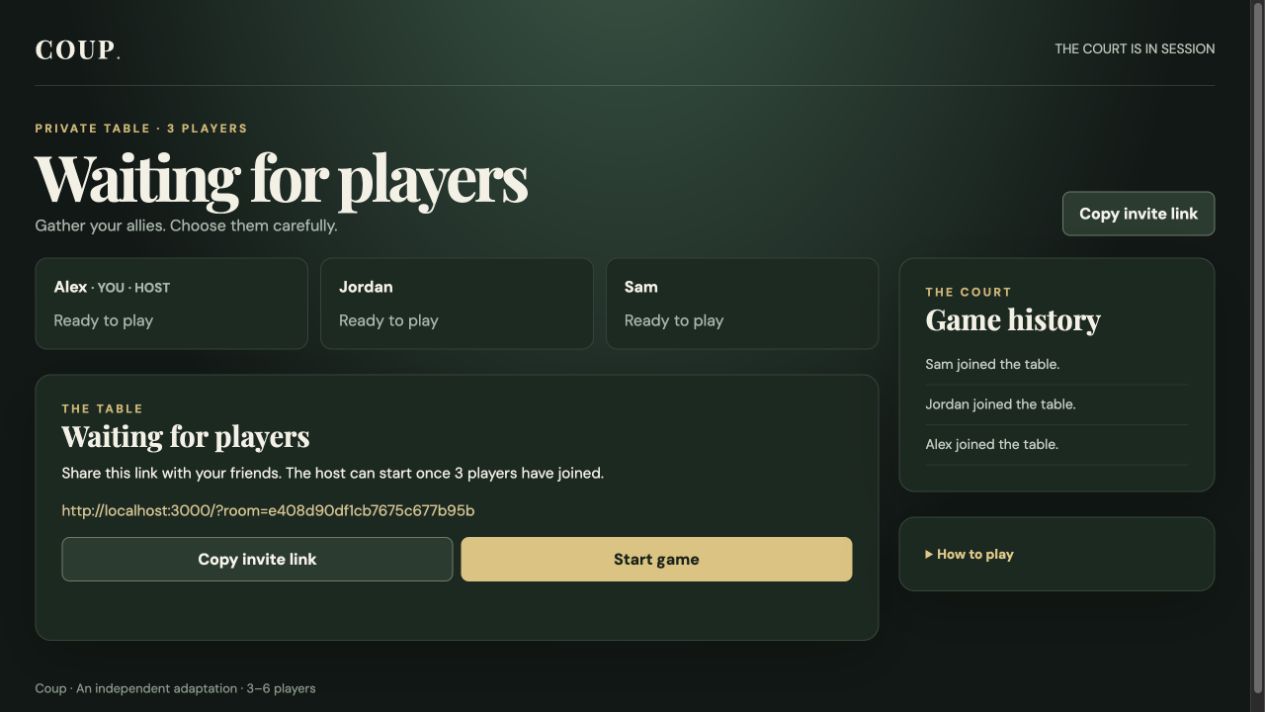 COUP.
THE COURT IS IN SESSION
PRIVATE TABLE · 3 PLAYERS
Waiting for players
Gather your allies. Choose them carefully.
Copy invite link
Alex · YOU · HOST
Ready to play
Jordan
Ready to play
Sam
Ready to play
THE TABLE
Waiting for players
Share this link with your friends. The host can start once 3 players have joined.
http://localhost:3000/?room=e408d90df1cb7675c677b95b
Copy invite link
Start game
THE COURT
Game history
Sam joined the table.
Jordan joined the table.
Alex joined the table.
▸ How to play
Coup · An independent adaptation · 3–6 players